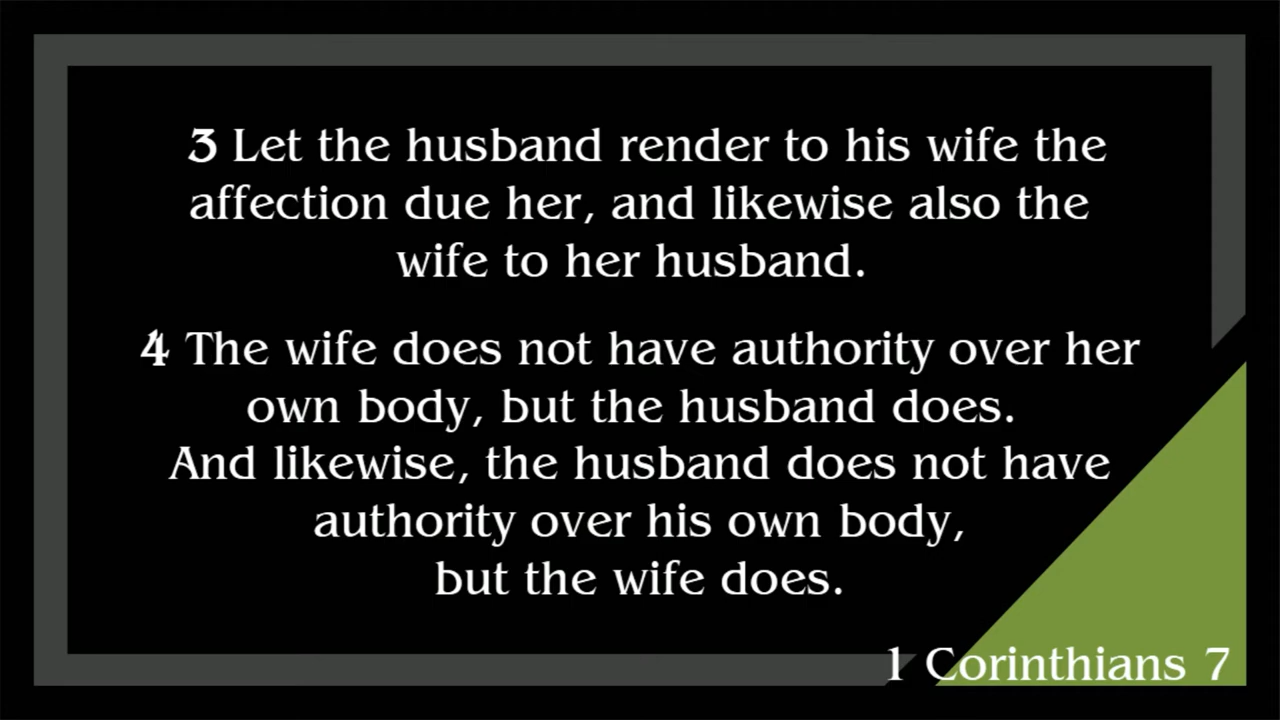 3 Let the husband render to his wife the
affection due her, and likewise also the
wife to her husband.
4 The wife does not have authority over her
own body, but the husband does.
And likewise, the husband does not have
authority over his own body,
but the wife does.
1 Corinthians 7